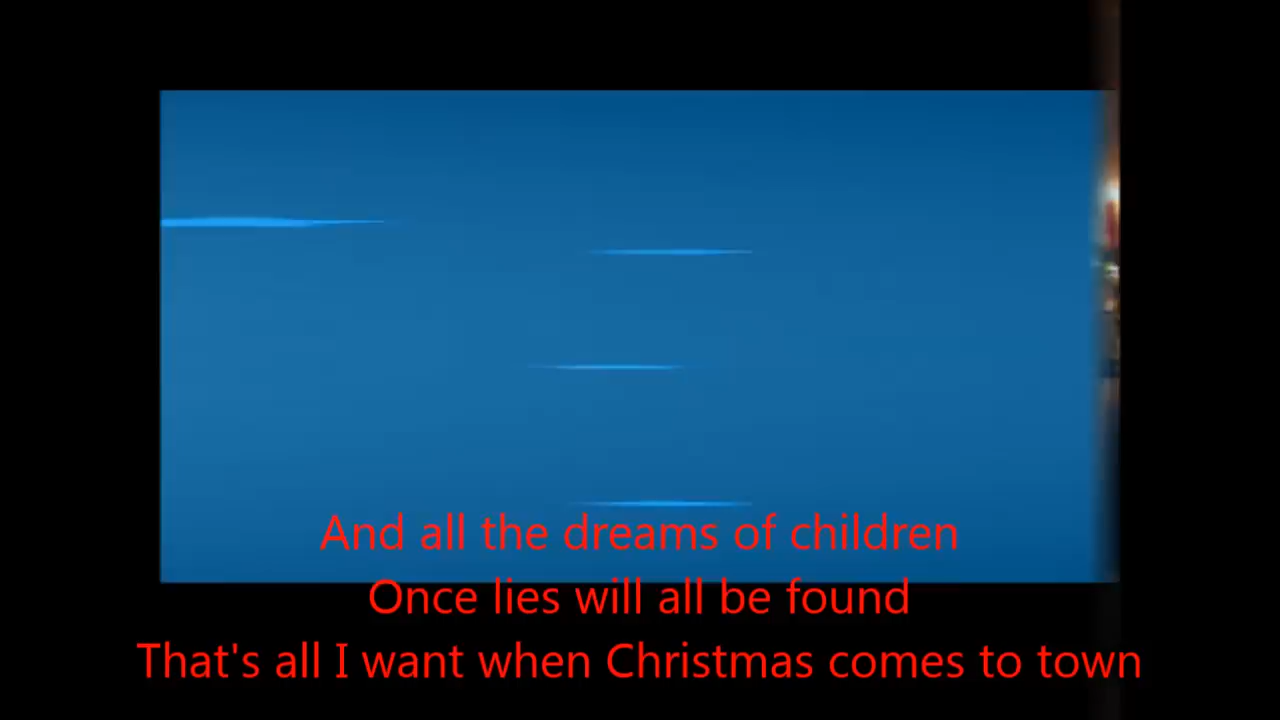 And all the dreams of children
Once lies will all be found
That's all I want when Christmas comes to town